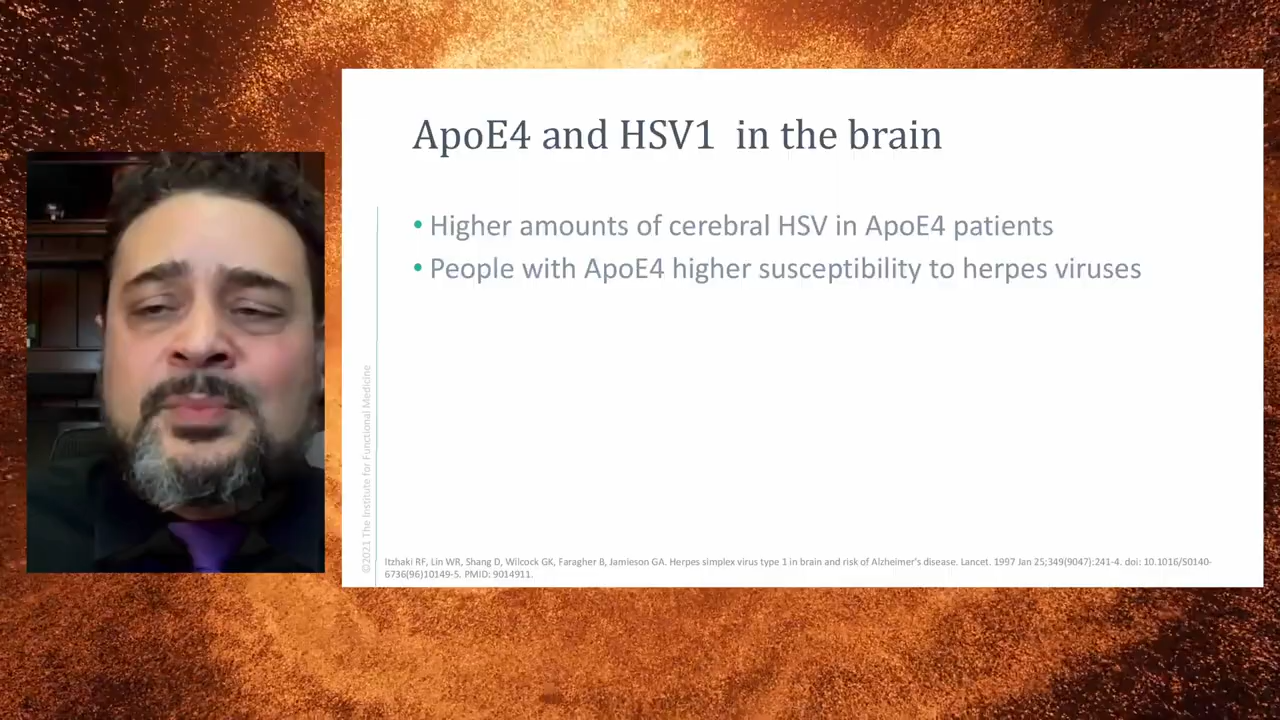 ApoE4 and HSV1 in the brain
• Higher amounts of cerebral HSV in ApoE4 patients
• People with ApoE4 higher susceptibility to herpes viruses
©2021 The Institute for Functional Medicine
Itzhaki RF, Lin WR, Shang D, Wilcock GK, Faragher B, Jamieson GA. Herpes simplex virus type 1 in brain and risk of Alzheimer's disease. Lancet. 1997 Jan 25;349(9047):241-4. doi: 10.1016/S0140-
6736(96)10149-5. PMID: 9014911.